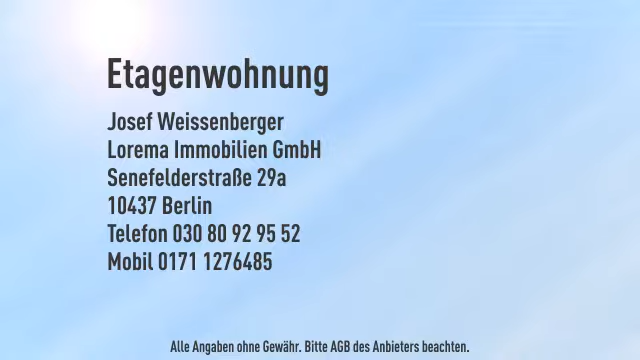 Etagenwohnung
Josef Weissenberger
Lorema Immobilien GmbH
Senefelderstraße 29a
10437 Berlin
Telefon 030 80 92 95 52
Mobil 0171 1276485
Alle Angaben ohne Gewähr. Bitte AGB des Anbieters beachten.